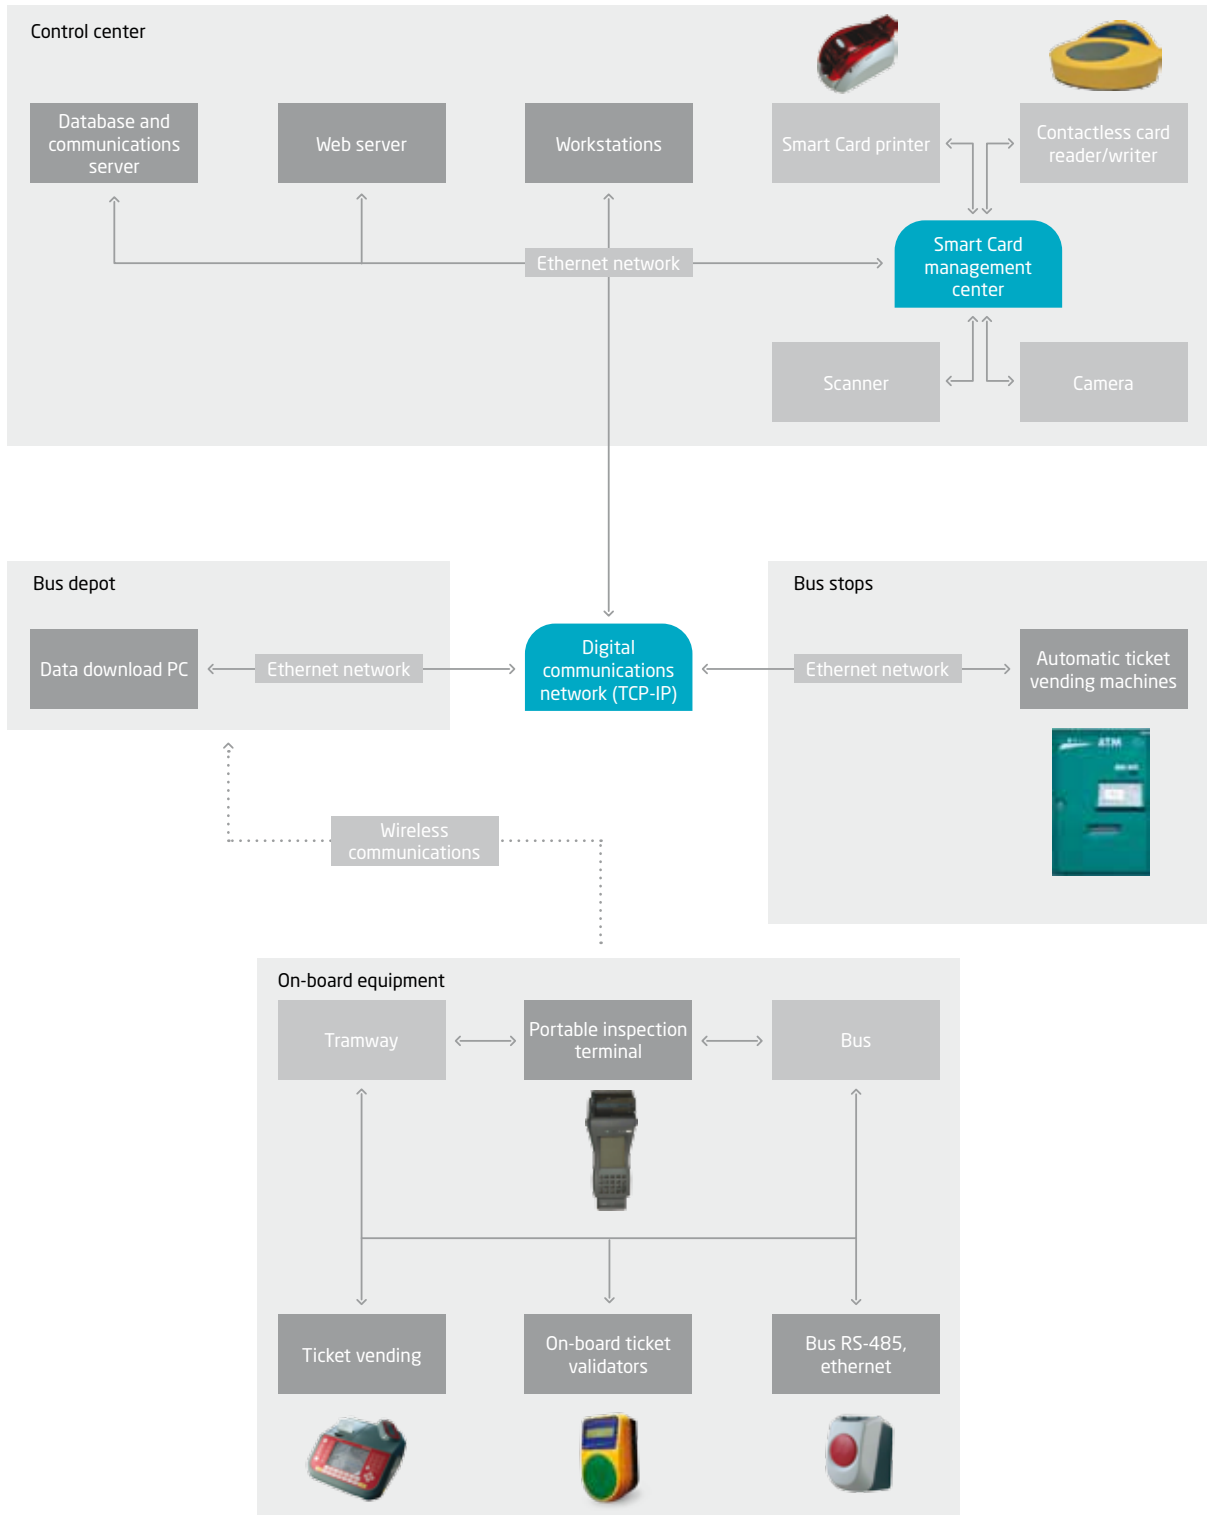 Control center
Database and
communications
server
Web server
Workstations
Smart Card printer
Contactless card
reader/writer
Ethernet network
Smart Card
management
center
Scanner
Camera
Bus depot
Data download PC
Ethernet network
Digital
communications
network (TCP-IP)
Bus stops
Ethernet network
Automatic ticket
vending machines
ATM
Wireless
communications
On-board equipment
Tramway
Portable inspection
terminal
Bus
Ticket vending
On-board ticket
validators
Bus RS-485,
ethernet